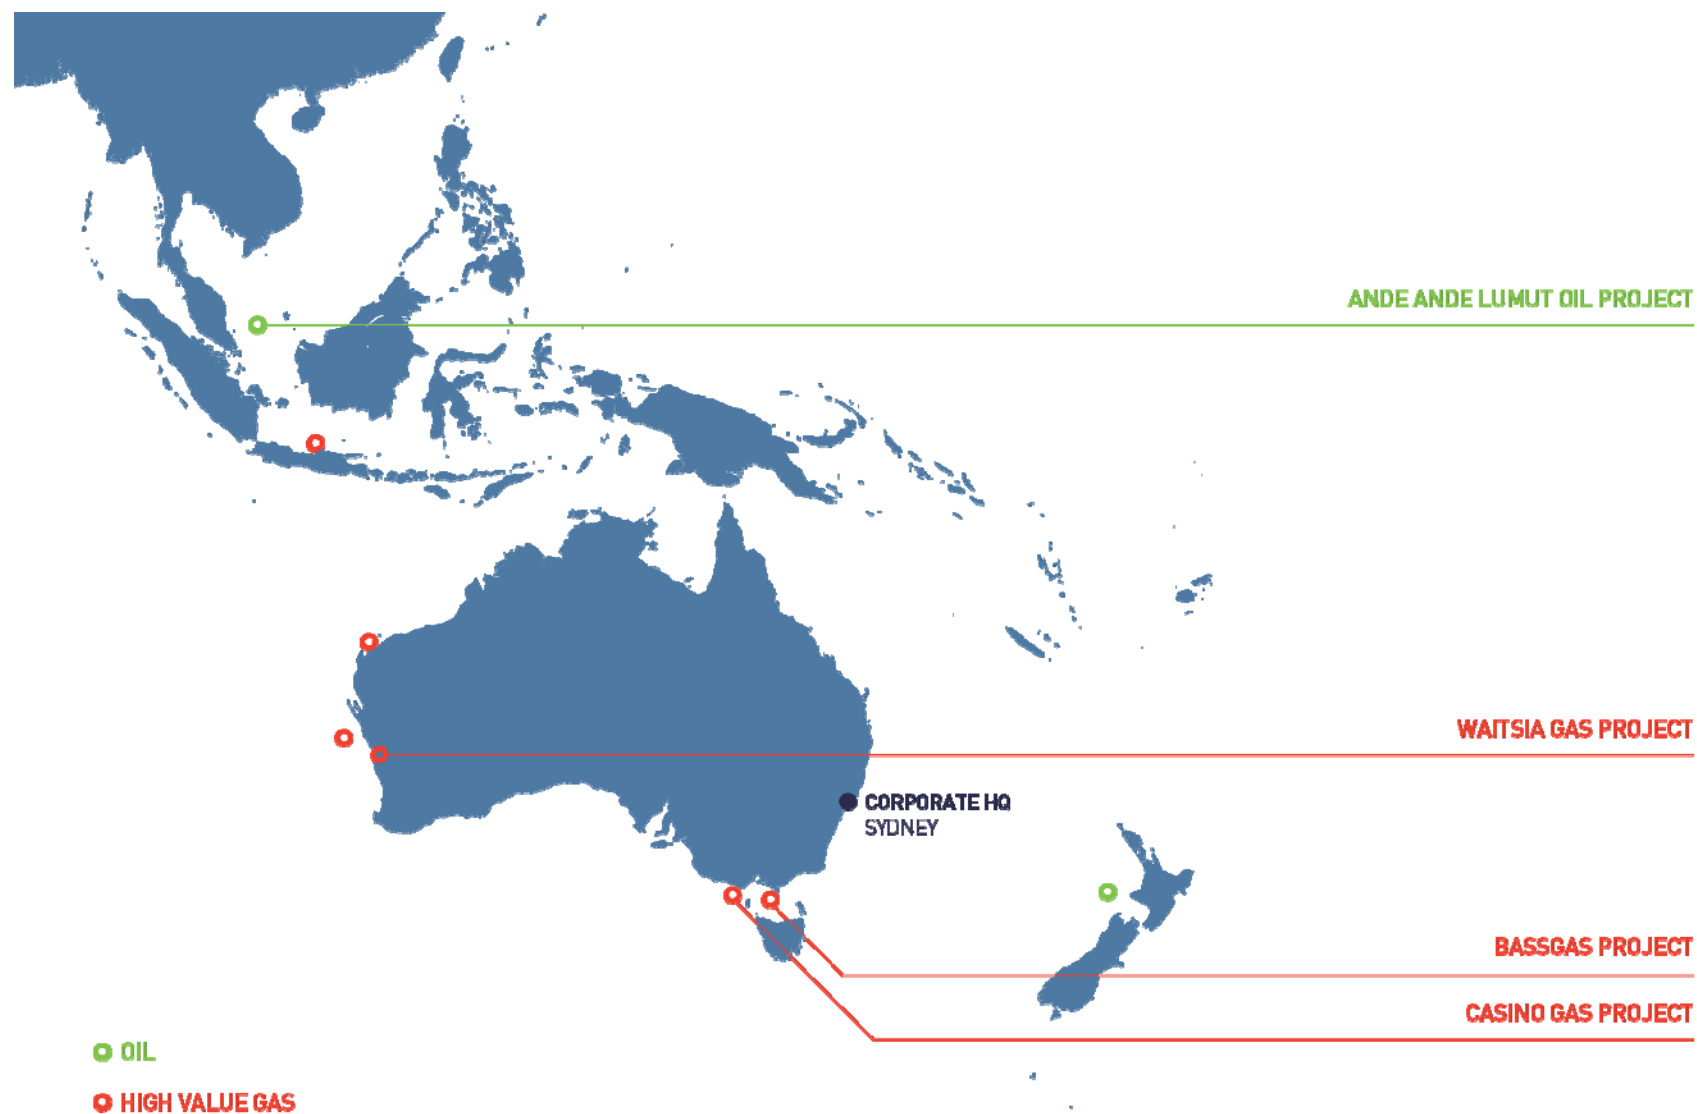 ANDE ANDE LUMUT OIL PROJECT
WAITSIA GAS PROJECT
CORPORATE HQ
SYDNEY
BASSGAS PROJECT
CASINO GAS PROJECT
OIL
HIGH VALUE GAS